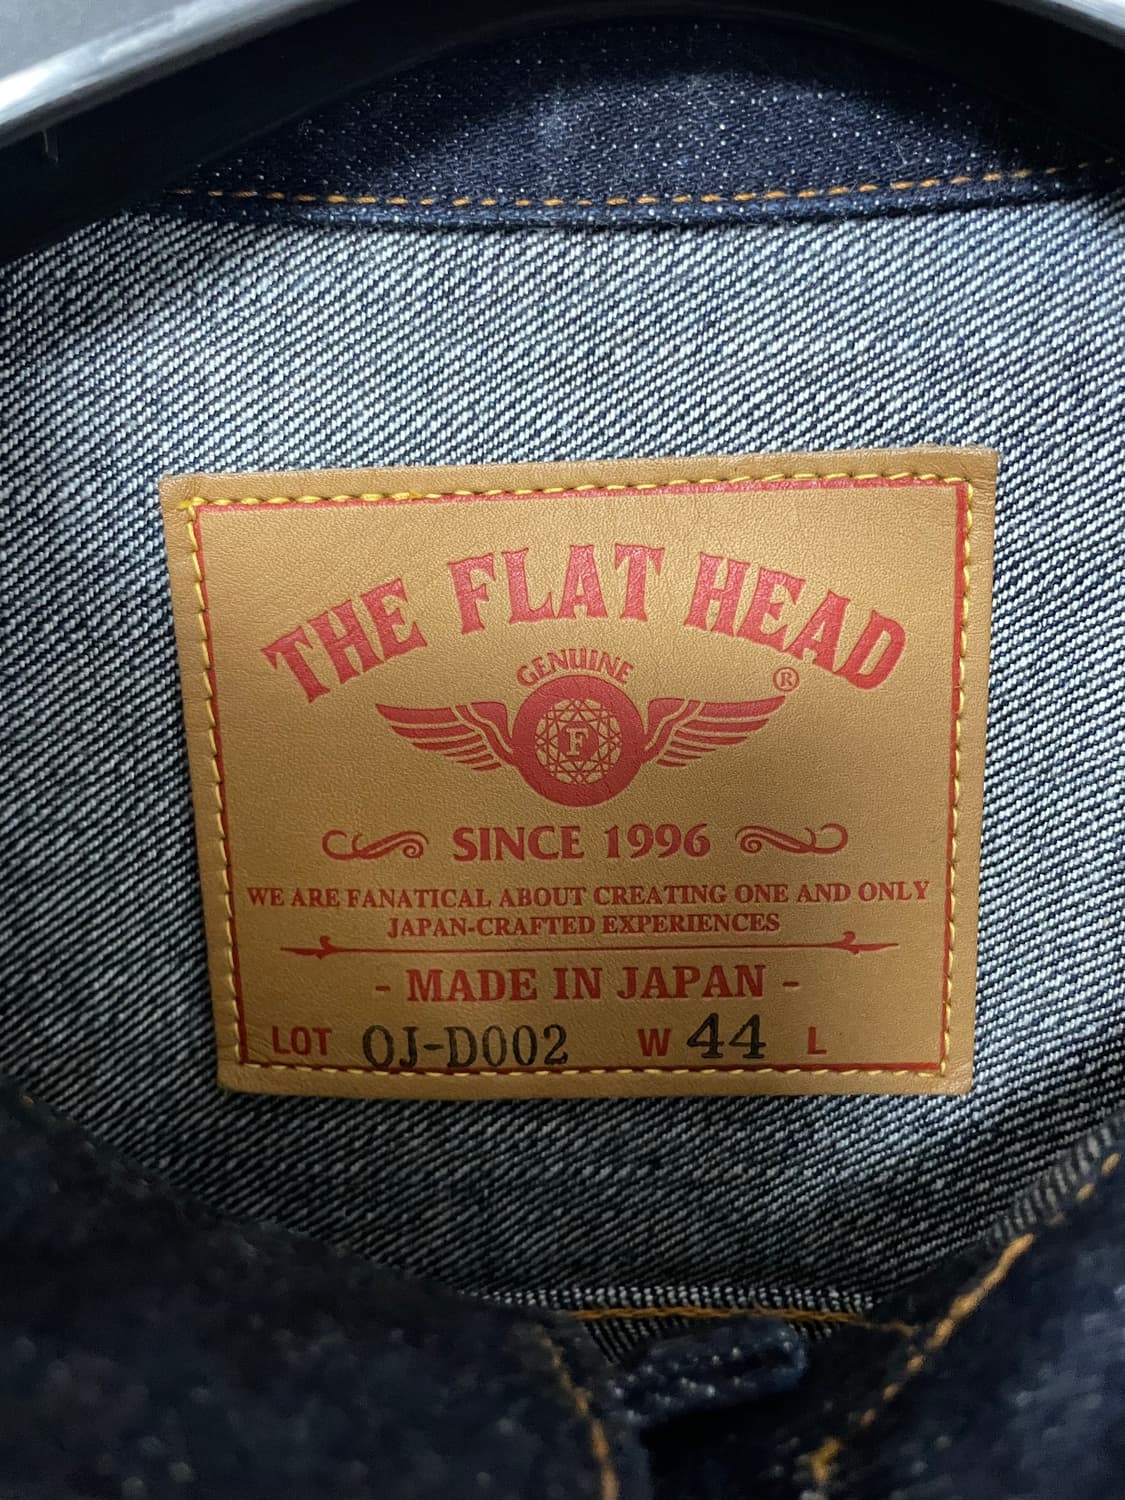 THE FLAT HEAD
GENUINE
®
F
SINCE 1996
WE ARE FANATICAL ABOUT CREATING ONE AND ONLY
JAPAN-CRAFTED EXPERIENCES
- MADE IN JAPAN -
LOT OJ-D002 W 44 L